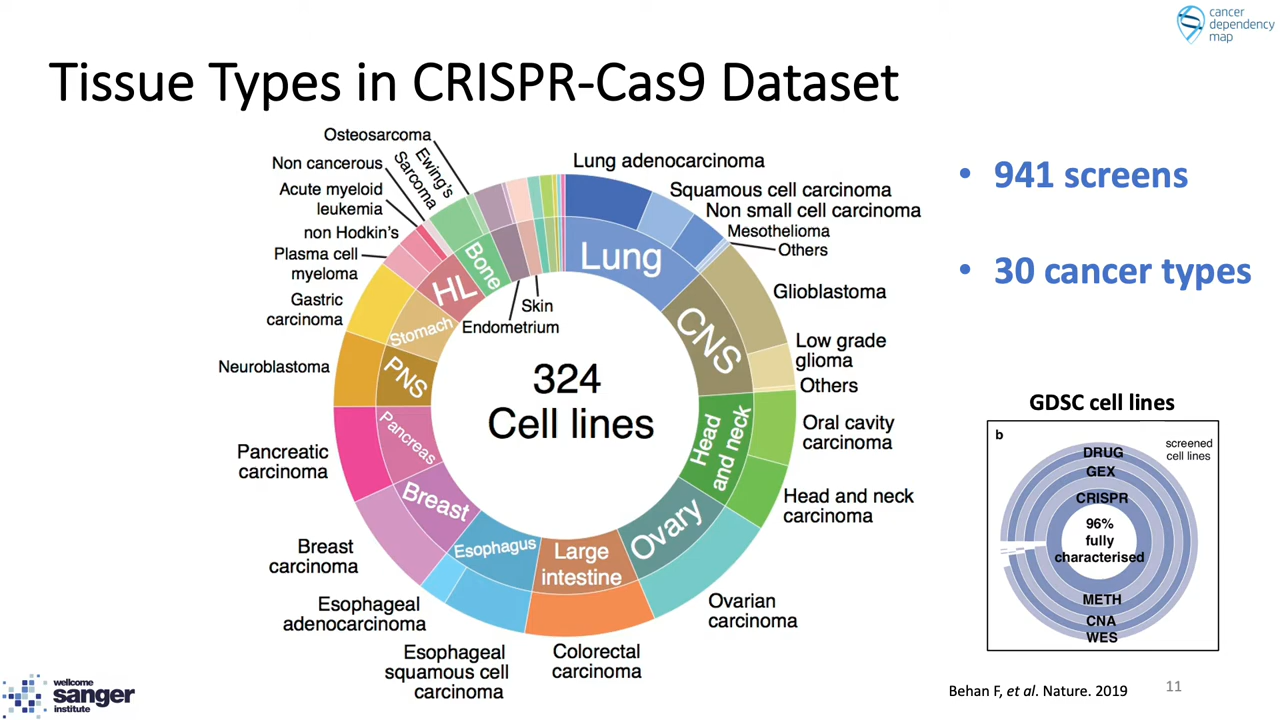 cancer
dependency
map
Tissue Types in CRISPR-Cas9 Dataset
• 941 screens
• 30 cancer types
Osteosarcoma
Ewing's
Sarcoma
Non cancerous
Acute myeloid
leukemia
non Hodkin's
Plasma cell
myeloma
Gastric
carcinoma
Neuroblastoma
Pancreatic
carcinoma
Breast
carcinoma
Esophageal
adenocarcinoma
Esophageal
squamous cell
carcinoma
Colorectal
carcinoma
Ovarian
carcinoma
Head and neck
carcinoma
Oral cavity
carcinoma
Others
Low grade
glioma
Glioblastoma
Others
Mesothelioma
Non small cell carcinoma
Squamous cell carcinoma
Lung adenocarcinoma
Lung
CNS
Head
and neck
Ovary
Large
intestine
Esophagus
Breast
Pancreas
PNS
Stomach
HL
Bone
Skin
Endometrium
324
Cell lines
GDSC cell lines
b
screened
cell lines
DRUG
GEX
CRISPR
96%
fully
characterised
METH
CNA
WES
wellcome
sanger
institute
Behan F, et al. Nature. 2019
11